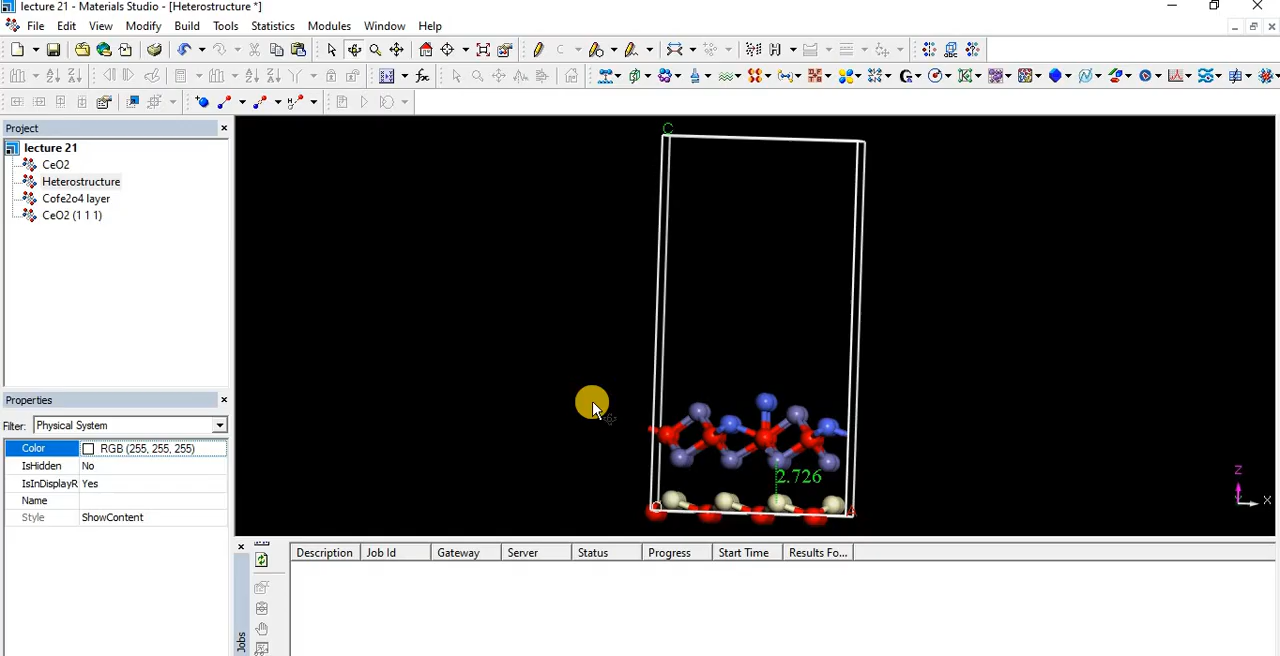 lecture 21 - Materials Studio - [Heterostructure *]
File Edit View Modify Build Tools Statistics Modules Window Help
Project
lecture 21
CeO2
Heterostructure
Cofe2o4 layer
CeO2 (1 1 1)
Properties
Filter: Physical System
Color RGB (255, 255, 255)
IsHidden No
IsInDisplayR Yes
Name
Style ShowContent
C
2.726
O
A
Z
X
Jobs
Description Job Id Gateway Server Status Progress Start Time Results Fo...